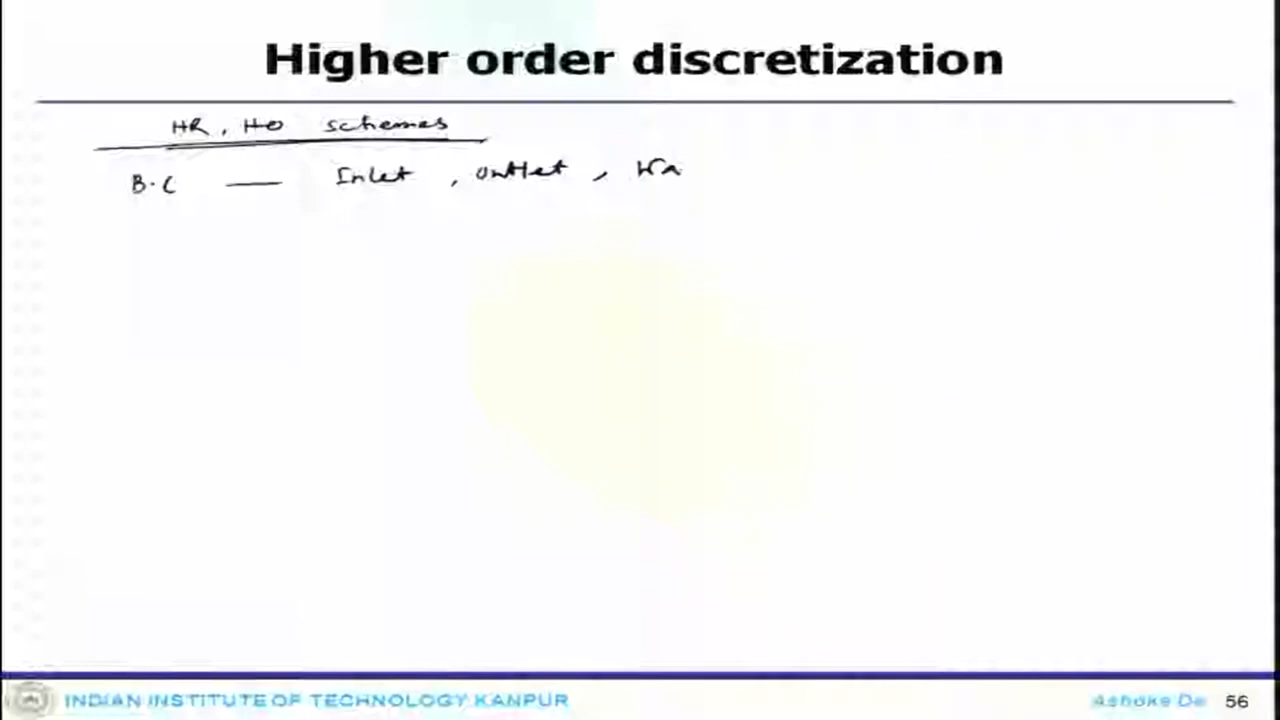 Higher order discretization
HR, HO schemes
B.C — Inlet, Outlet, Wa
INDIAN INSTITUTE OF TECHNOLOGY KANPUR
Ashoke De 56